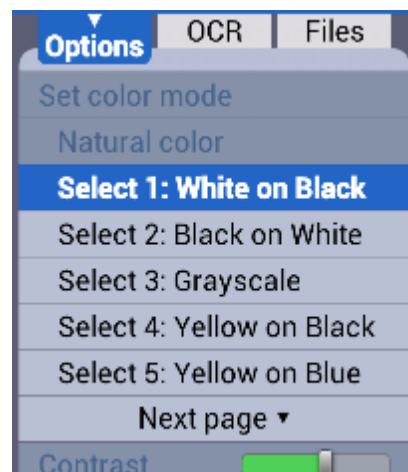 Options OCR Files
Set color mode
Natural color
Select 1: White on Black
Select 2: Black on White
Select 3: Grayscale
Select 4: Yellow on Black
Select 5: Yellow on Blue
Next page ▾
Contrast